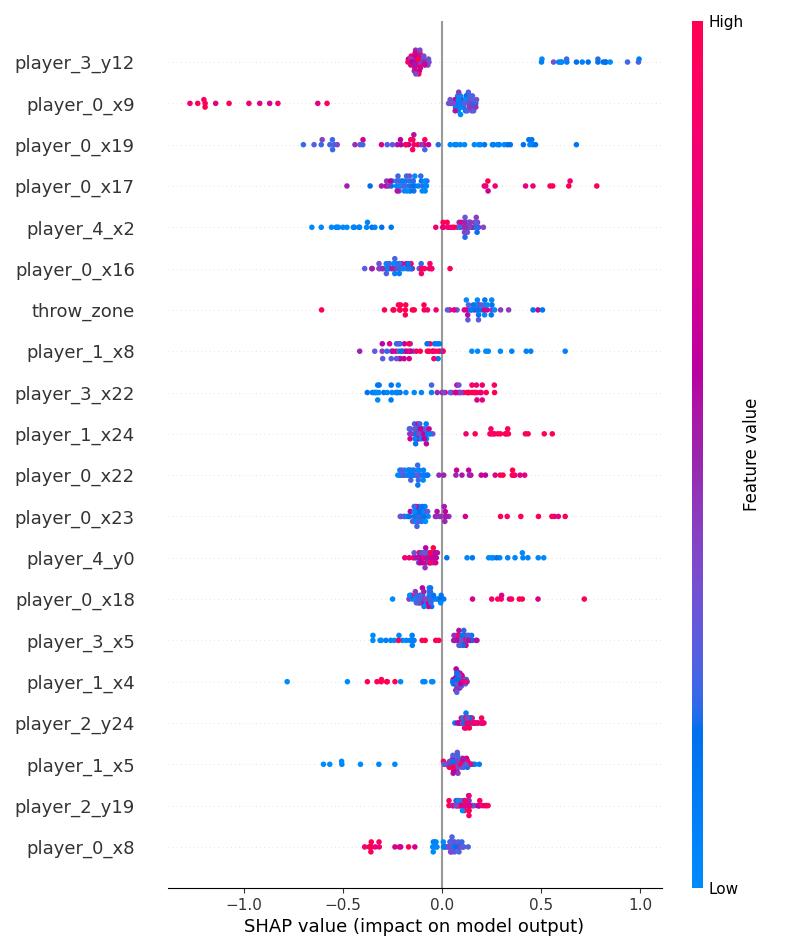 High
player_3_y12
player_0_x9
player_0_x19
player_0_x17
player_4_x2
player_0_x16
throw_zone
player_1_x8
player_3_x22
player_1_x24
player_0_x22
player_0_x23
player_4_y0
player_0_x18
player_3_x5
player_1_x4
player_2_y24
player_1_x5
player_2_y19
player_0_x8
Feature value
Low
−1.0 −0.5 0.0 0.5 1.0
SHAP value (impact on model output)